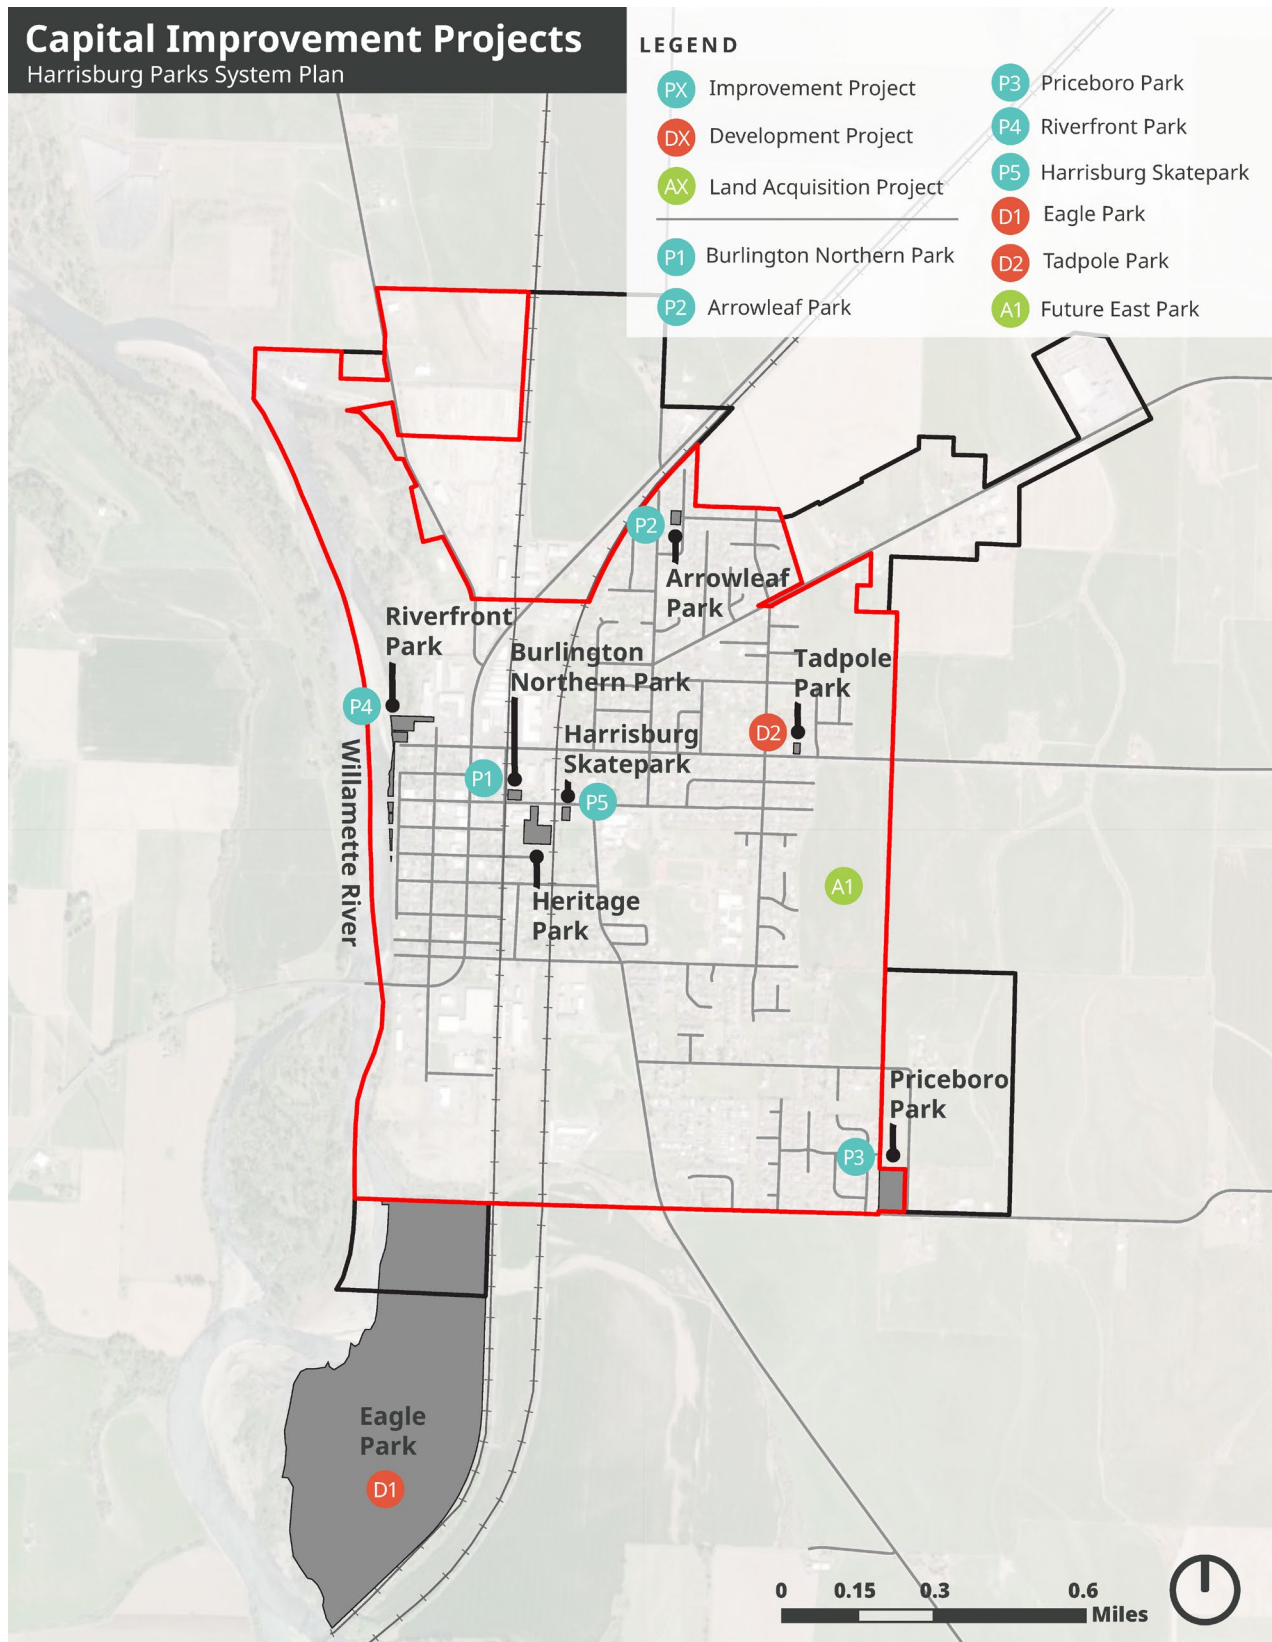 Capital Improvement Projects
Harrisburg Parks System Plan
LEGEND
PX Improvement Project
DX Development Project
AX Land Acquisition Project
P1 Burlington Northern Park
P2 Arrowleaf Park
P3 Priceboro Park
P4 Riverfront Park
P5 Harrisburg Skatepark
D1 Eagle Park
D2 Tadpole Park
A1 Future East Park
P2
Arrowleaf
Park
Riverfront
Park
P4
Burlington
Northern Park
P1
Tadpole
Park
D2
Harrisburg
Skatepark
P5
Willamette River
Heritage
Park
A1
Priceboro
Park
P3
Eagle
Park
D1
0 0.15 0.3 0.6
Miles